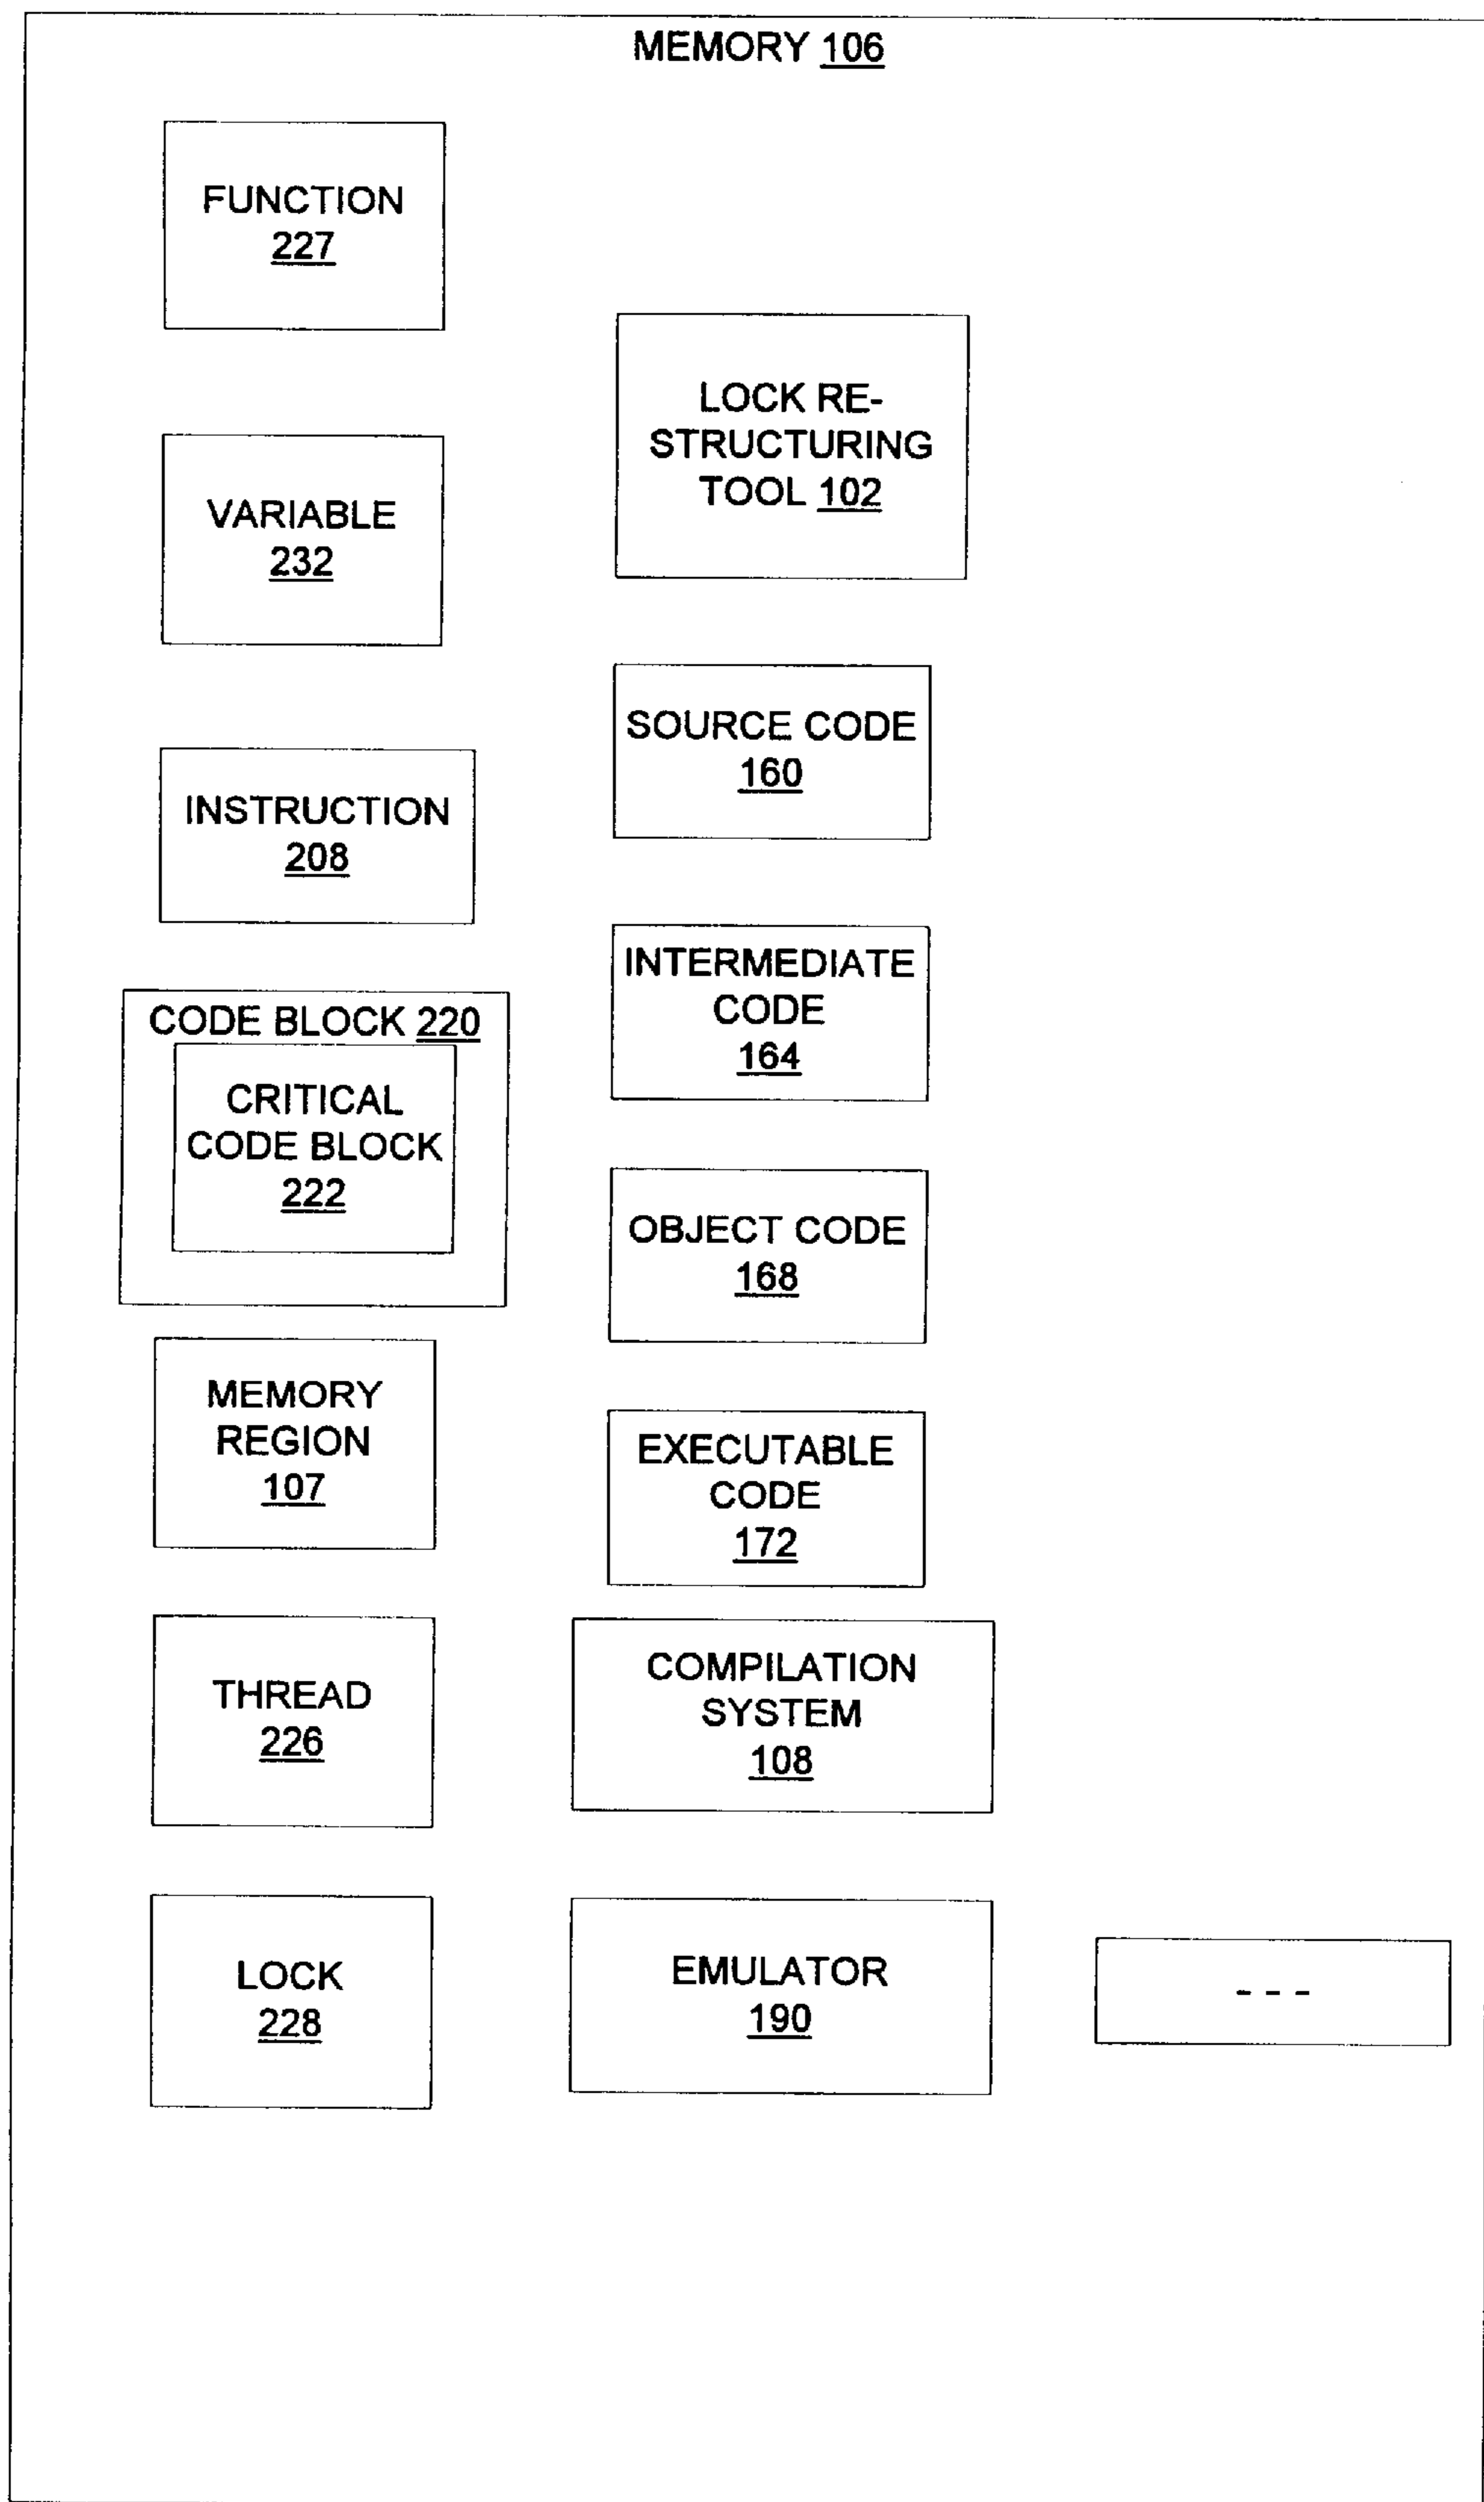 MEMORY 106
FUNCTION
227
VARIABLE
232
INSTRUCTION
208
CODE BLOCK 220
CRITICAL
CODE BLOCK
222
MEMORY
REGION
107
THREAD
226
LOCK
228
LOCK RE-
STRUCTURING
TOOL 102
SOURCE CODE
160
INTERMEDIATE
CODE
164
OBJECT CODE
168
EXECUTABLE
CODE
172
COMPILATION
SYSTEM
108
EMULATOR
190
- - -